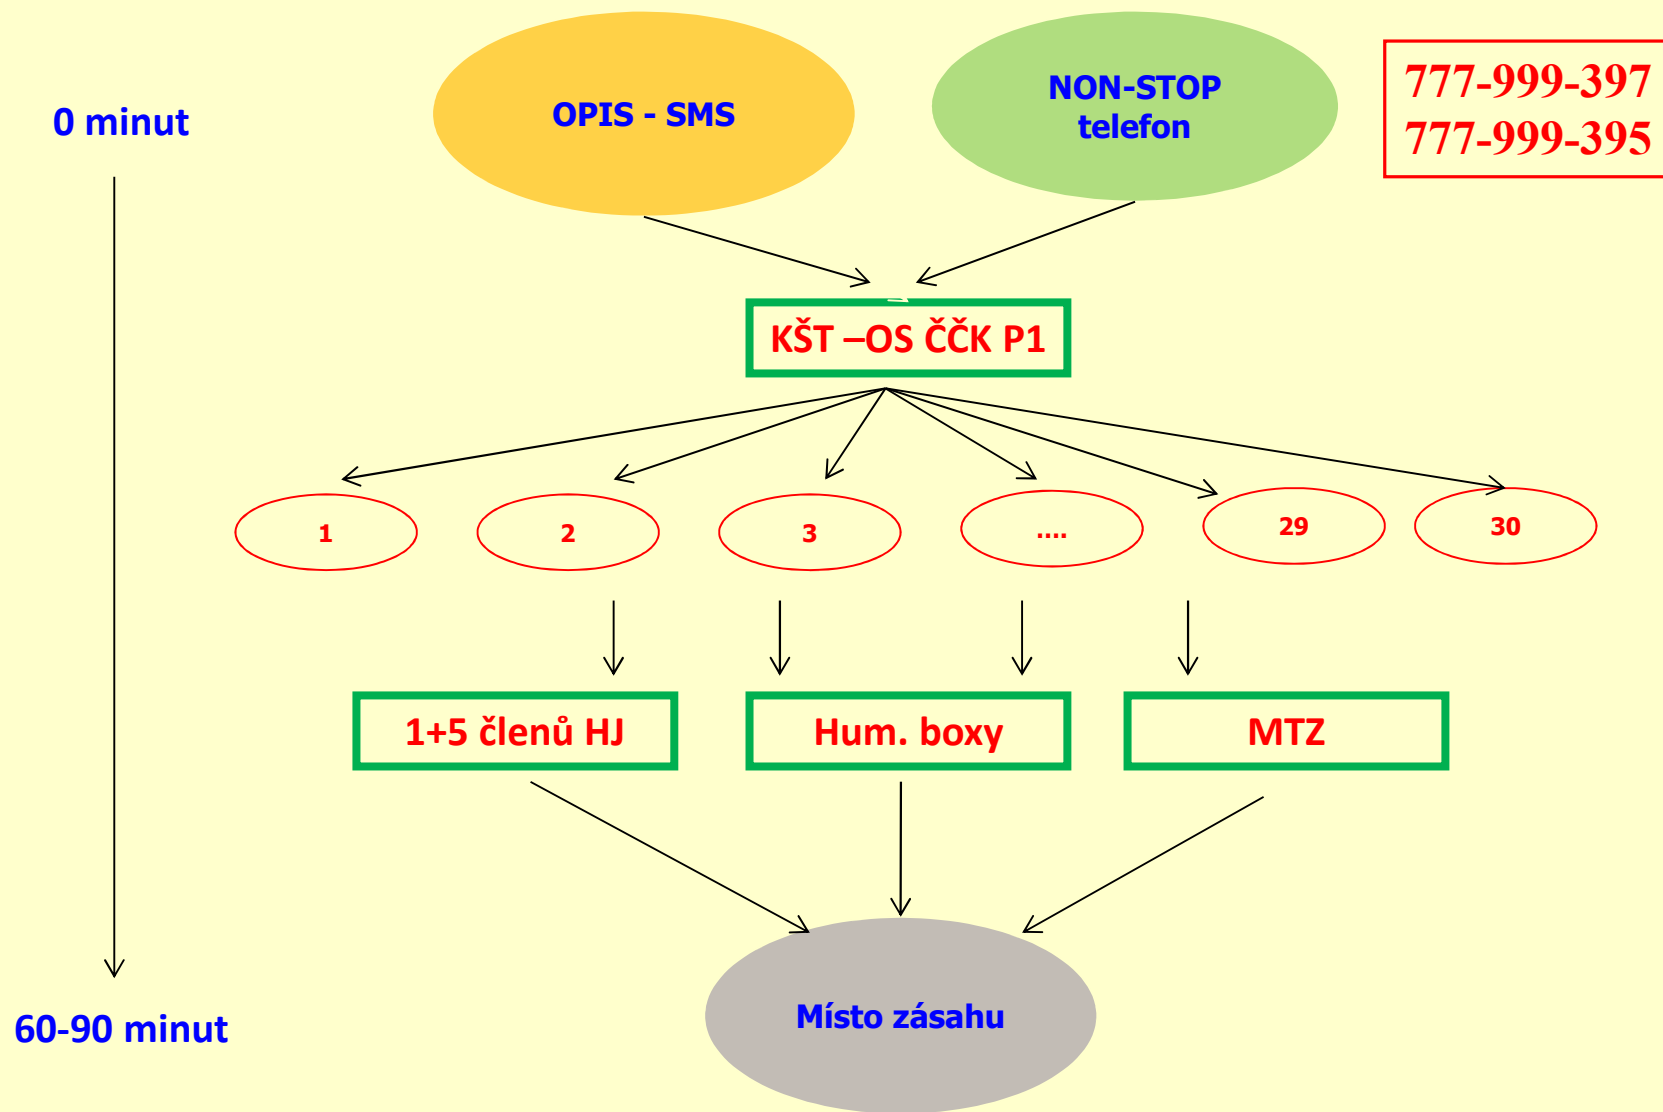 0 minut
OPIS - SMS
NON-STOP
telefon
777-999-397
777-999-395
KŠT –OS ČČK P1
1
2
3
....
29
30
1+5 členů HJ
Hum. boxy
MTZ
Místo zásahu
60-90 minut